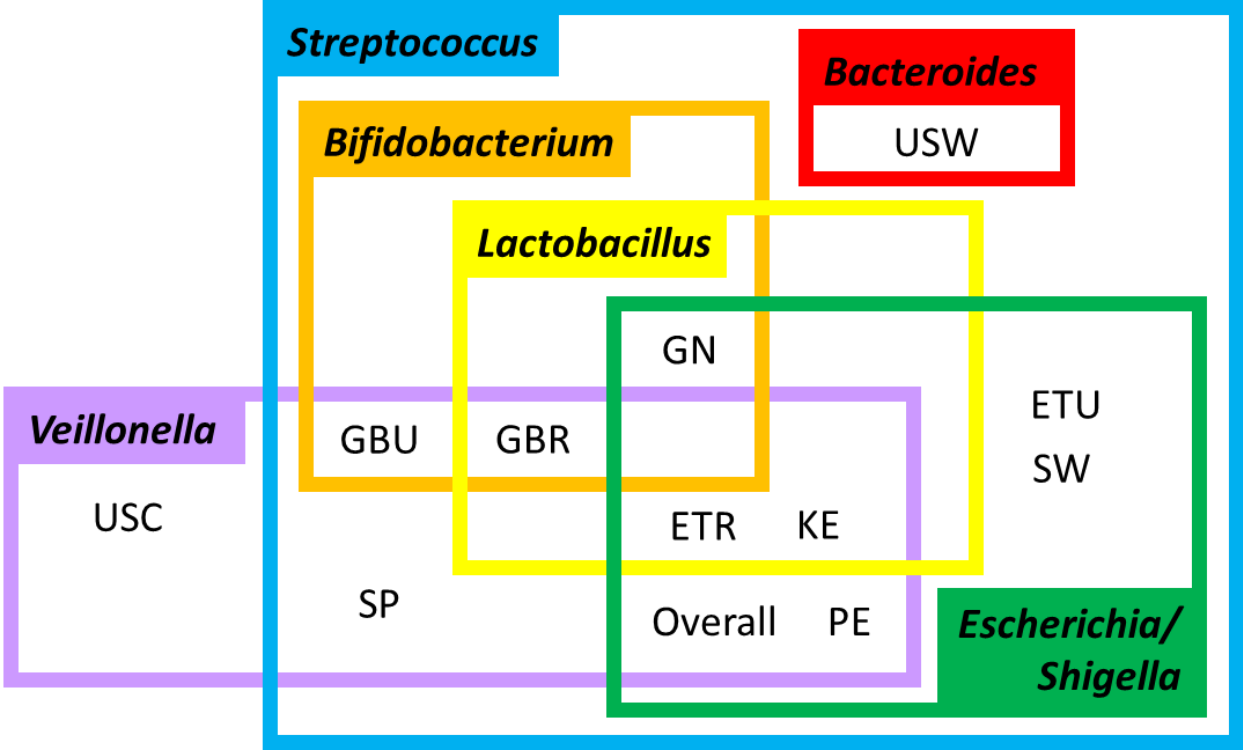 Streptococcus
Bacteroides
USW
Bifidobacterium
Lactobacillus
GN
ETU
Veillonella
GBU GBR
SW
USC
ETR KE
SP
Overall PE
Escherichia/
Shigella